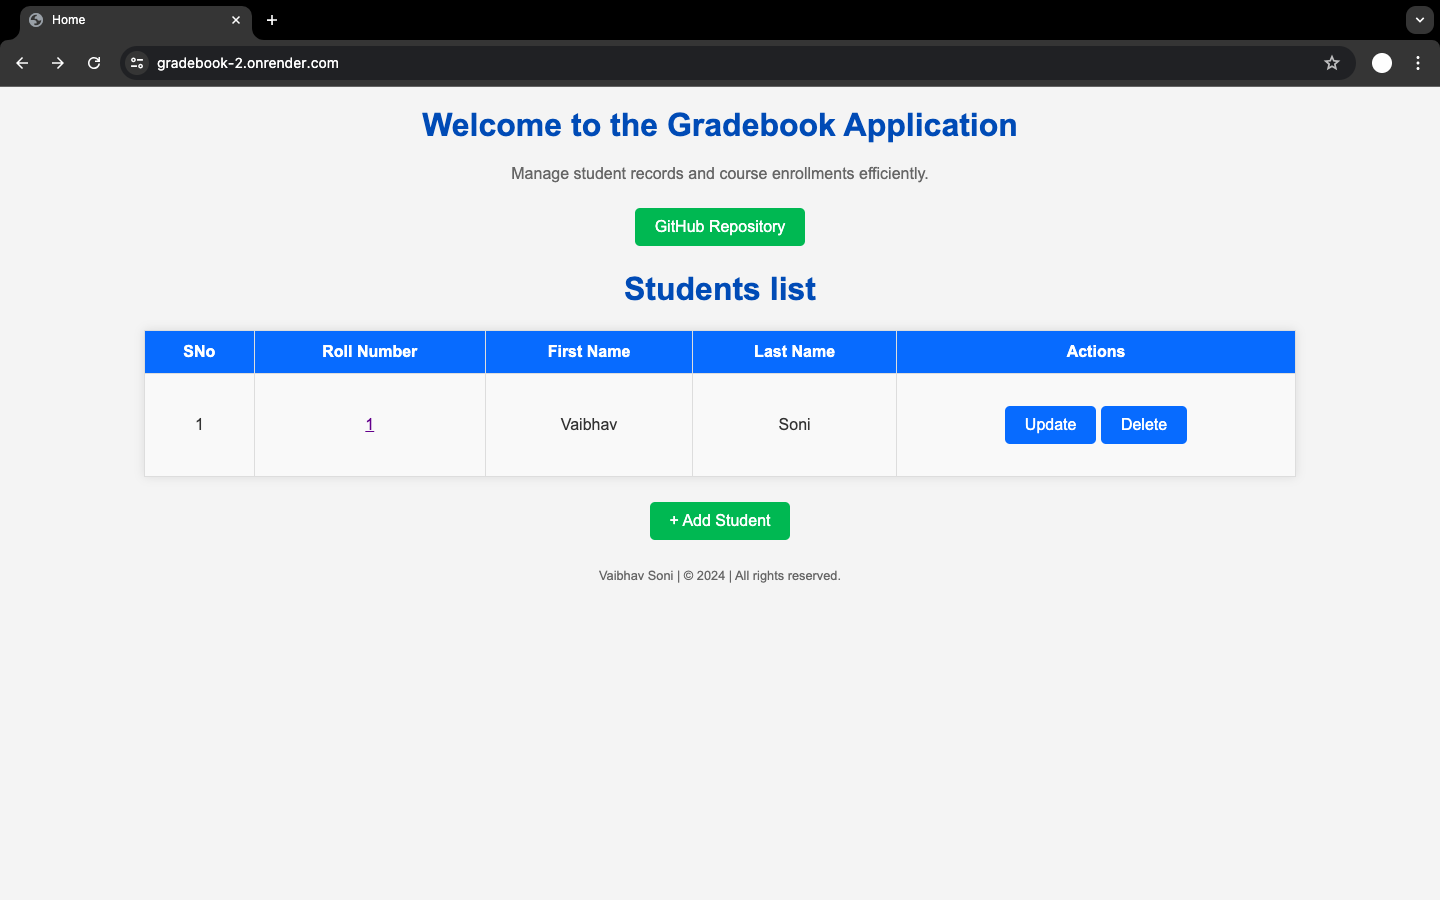 Home
gradebook-2.onrender.com
Welcome to the Gradebook Application
Manage student records and course enrollments efficiently.
GitHub Repository
Students list
SNo Roll Number First Name Last Name Actions
1 1 Vaibhav Soni Update Delete
+ Add Student
Vaibhav Soni | © 2024 | All rights reserved.